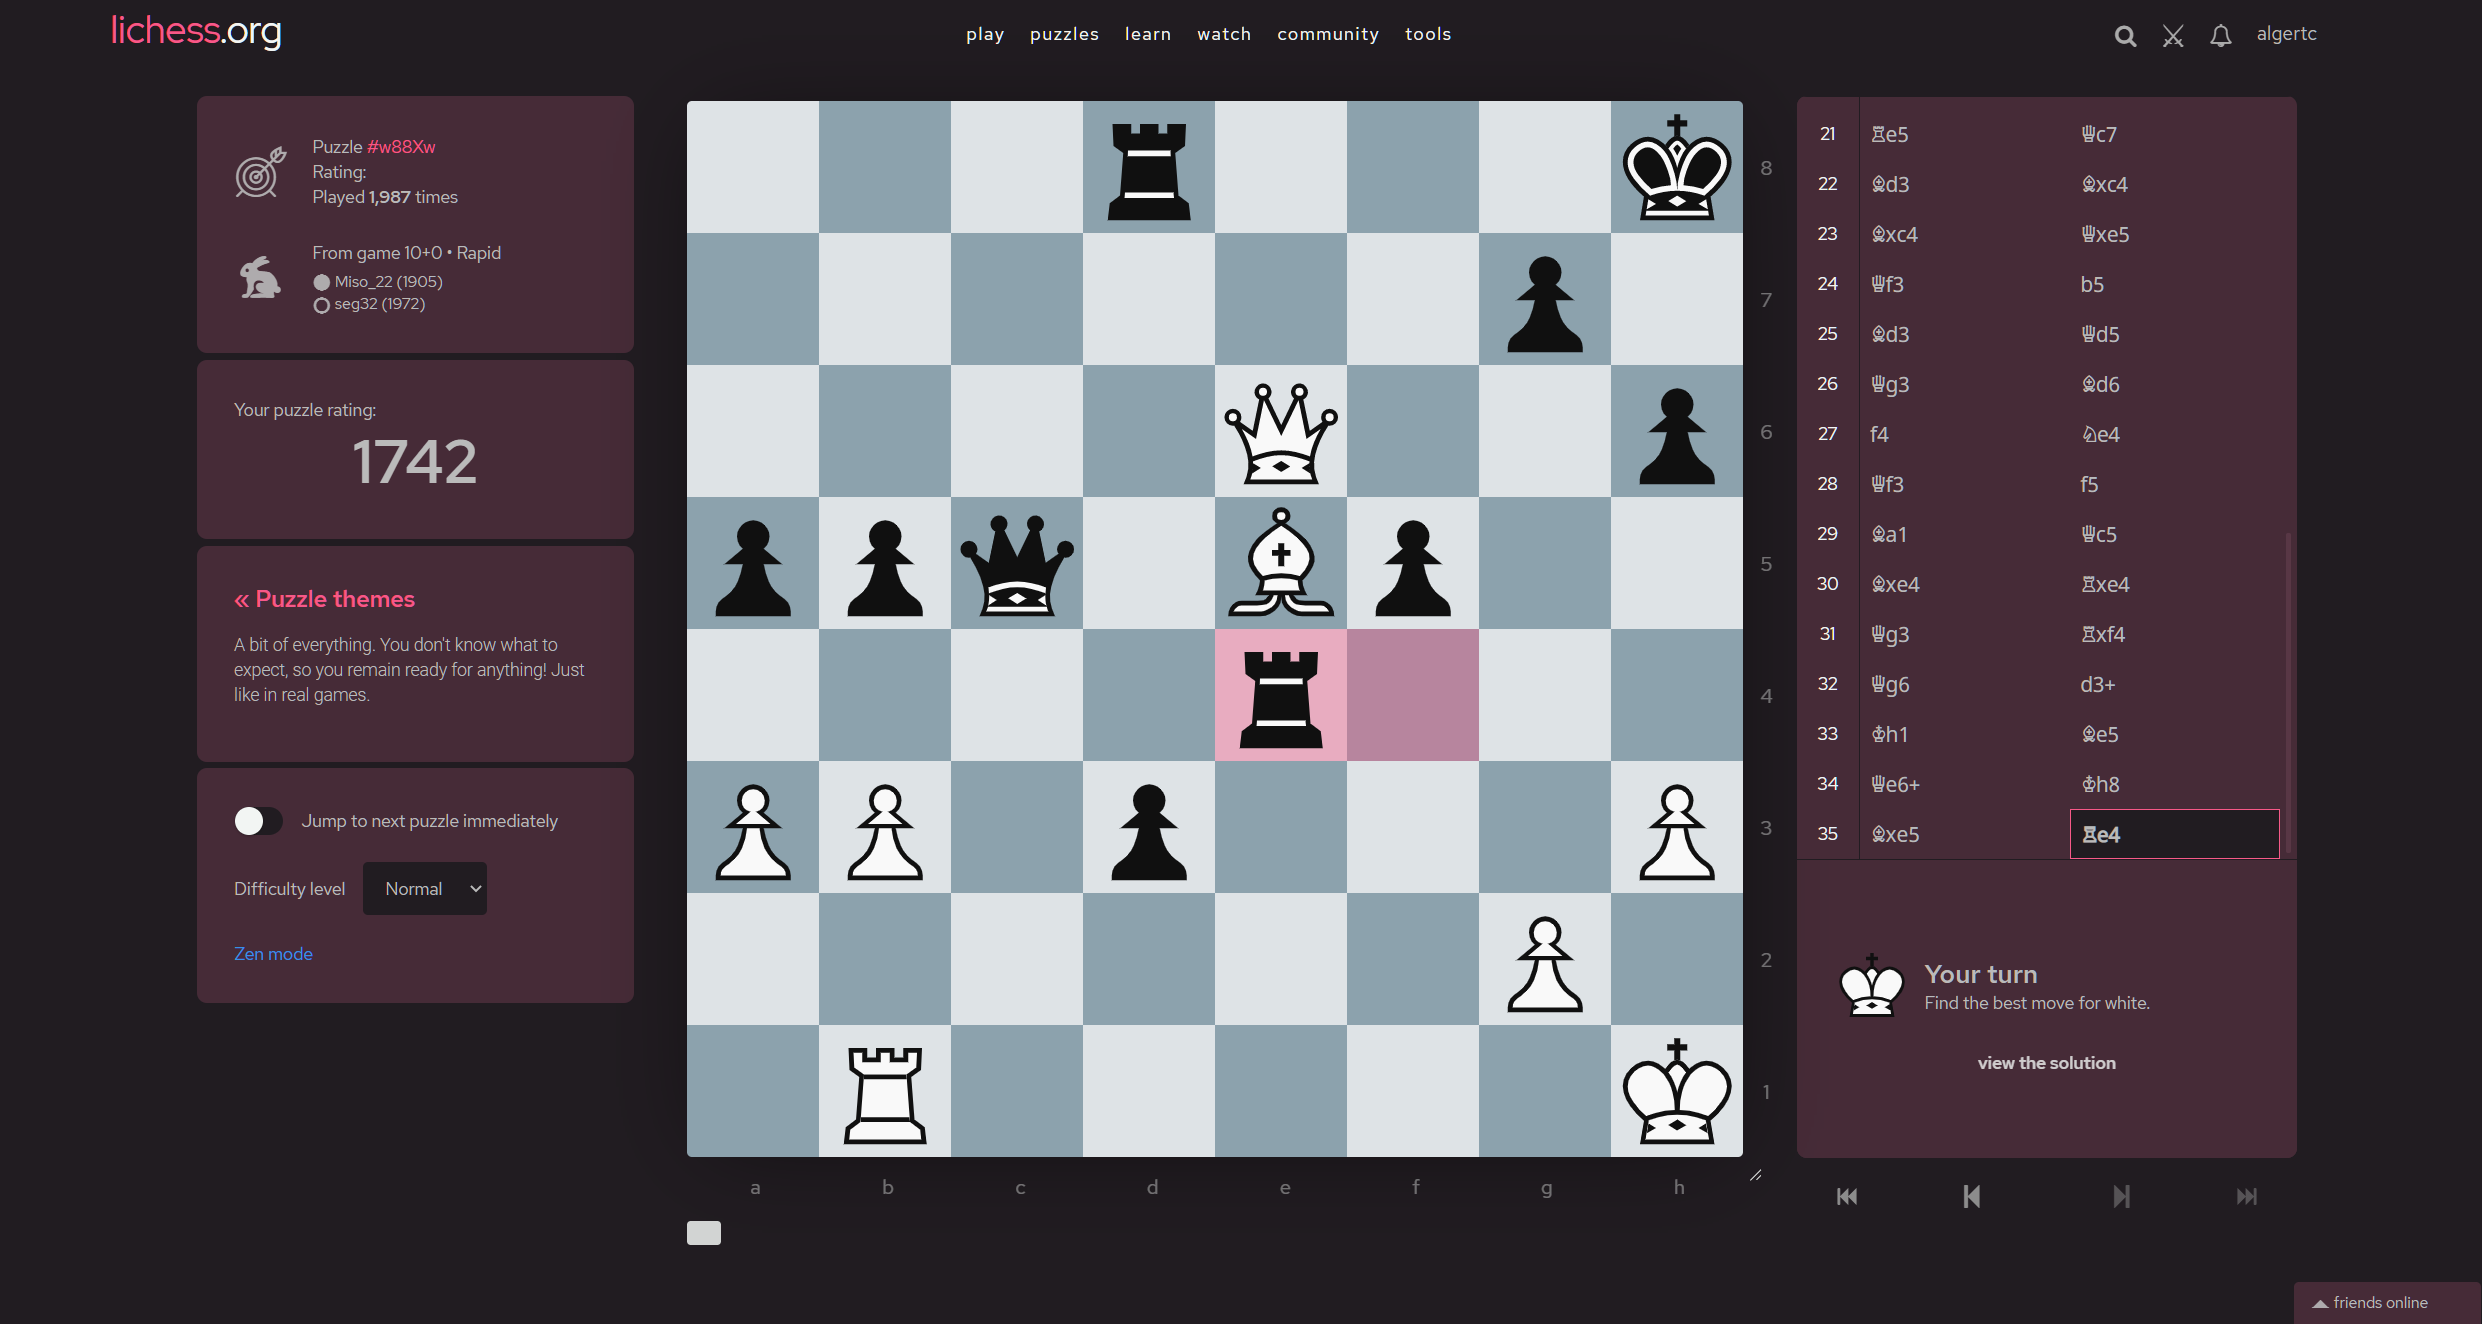 lichess.org
play puzzles learn watch community tools
algertc
Puzzle #w88Xw
Rating:
Played 1,987 times
From game 10+0 • Rapid
Miso_22 (1905)
seg32 (1972)
Your puzzle rating:
1742
« Puzzle themes
A bit of everything. You don't know what to
expect, so you remain ready for anything! Just
like in real games.
Jump to next puzzle immediately
Difficulty level Normal
Zen mode
8
7
6
5
4
3
2
1
a b c d e f g h
21 ♖e5 ♕c7
22 ♗d3 ♗xc4
23 ♗xc4 ♕xe5
24 ♕f3 b5
25 ♗d3 ♕d5
26 ♕g3 ♗d6
27 f4 ♘e4
28 ♕f3 f5
29 ♗a1 ♕c5
30 ♗xe4 ♖xe4
31 ♕g3 ♖xf4
32 ♕g6 d3+
33 ♔h1 ♗e5
34 ♕e6+ ♔h8
35 ♗xe5 ♖e4
Your turn
Find the best move for white.
view the solution
friends online